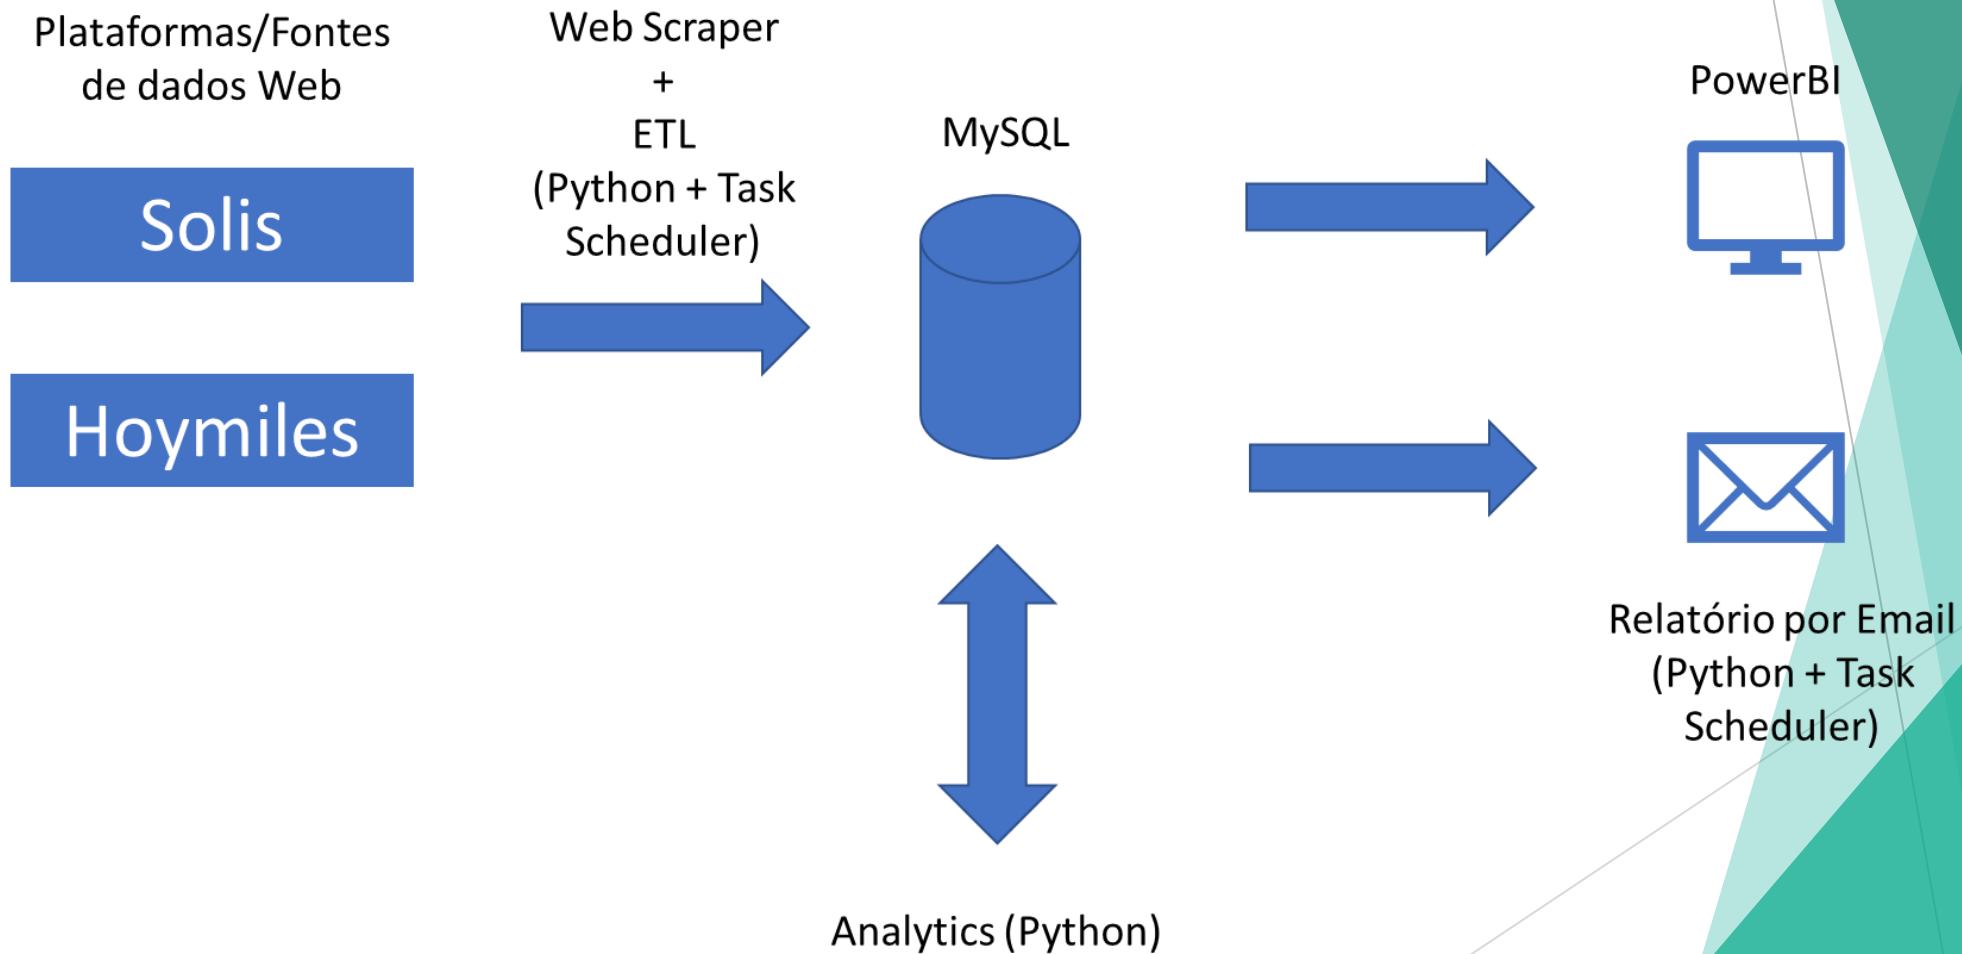 Plataformas/Fontes
de dados Web
Solis
Hoymiles
Web Scraper
+
ETL
(Python + Task
Scheduler)
MySQL
Analytics (Python)
PowerBI
Relatório por Email
(Python + Task
Scheduler)